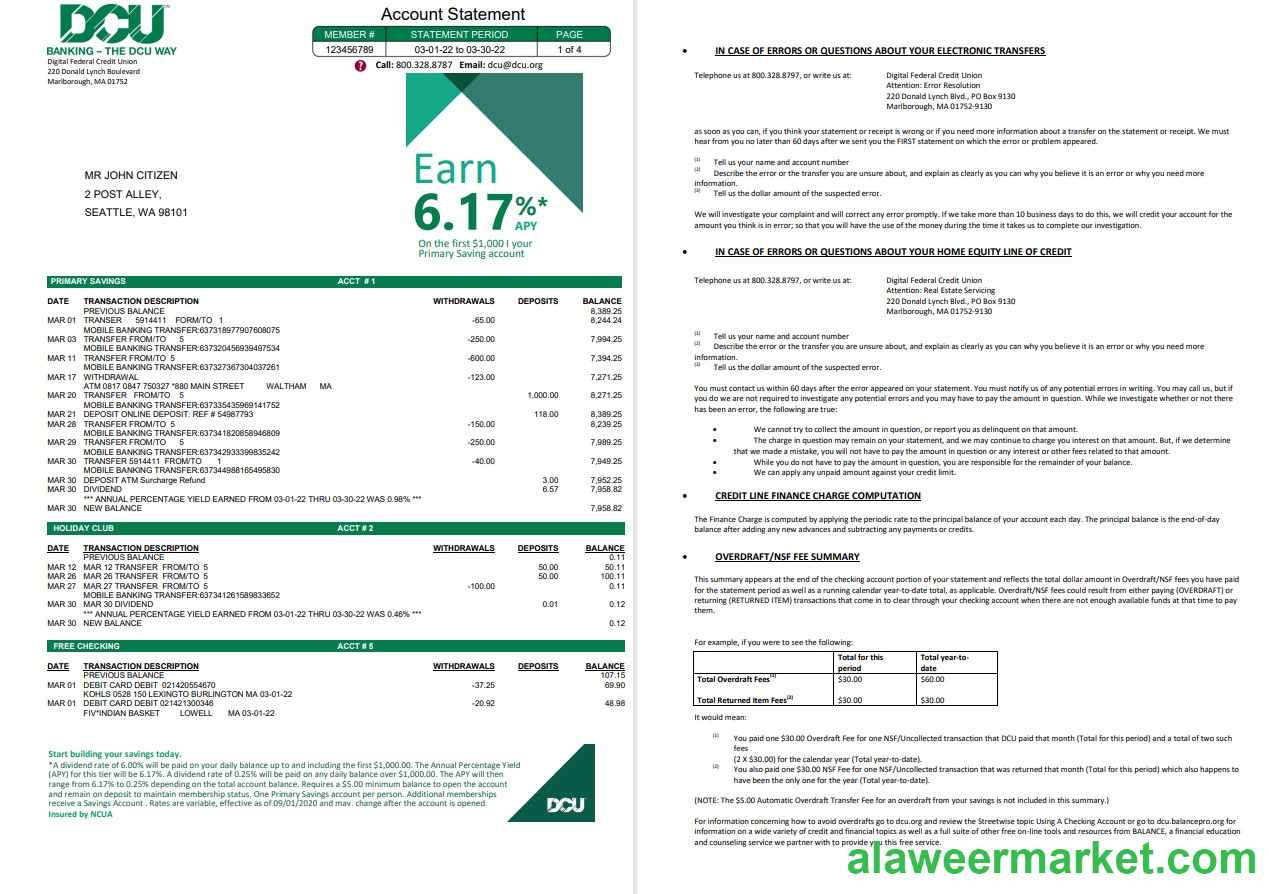 DCU
BANKING – THE DCU WAY
Digital Federal Credit Union
220 Donald Lynch Boulevard
Marlborough, MA 01752
Account Statement
MEMBER # STATEMENT PERIOD PAGE
123456789 03-01-22 to 03-30-22 1 of 4
? Call: 800.328.8787 Email: dcu@dcu.org
MR JOHN CITIZEN
2 POST ALLEY,
SEATTLE, WA 98101
Earn
6.17%*
APY
On the first $1,000 I your
Primary Saving account
PRIMARY SAVINGS ACCT # 1
DATE TRANSACTION DESCRIPTION WITHDRAWALS DEPOSITS BALANCE
PREVIOUS BALANCE 8,389.25
MAR 01 TRANSER 5914411 FORM/TO 1 -65.00 8,244.24
MOBILE BANKING TRANSFER:637318977907608075
MAR 03 TRANSFER FROM/TO 5 -250.00 7,994.25
MOBILE BANKING TRANSFER:637320456939497534
MAR 11 TRANSFER FROM/TO 5 -600.00 7,394.25
MOBILE BANKING TRANSFER:637327367304037261
MAR 17 WITHDRAWAL -123.00 7,271.25
ATM 0817 0847 750327 *880 MAIN STREET WALTHAM MA
MAR 20 TRANSFER FROM/TO 5 1,000.00 8,271.25
MOBILE BANKING TRANSFER:637335435969141752
MAR 21 DEPOSIT ONLINE DEPOSIT: REF # 54987793 118.00 8,389.25
MAR 28 TRANSFER FROM/TO 5 -150.00 8,239.25
MOBILE BANKING TRANSFER:637341820858946809
MAR 29 TRANSFER FROM/TO 5 -250.00 7,989.25
MOBILE BANKING TRANSFER:637342933399835242
MAR 30 TRANSFER 5914411 FROM/TO 1 -40.00 7,949.25
MOBILE BANKING TRANSFER:637344988165495830
MAR 30 DEPOSIT ATM Surcharge Refund 3.00 7,952.25
MAR 30 DIVIDEND 6.57 7,958.82
*** ANNUAL PERCENTAGE YIELD EARNED FROM 03-01-22 THRU 03-30-22 WAS 0.98% ***
MAR 30 NEW BALANCE 7,958.82
HOLIDAY CLUB ACCT # 2
DATE TRANSACTION DESCRIPTION WITHDRAWALS DEPOSITS BALANCE
PREVIOUS BALANCE 0.11
MAR 12 MAR 12 TRANSFER FROM/TO 5 50.00 50.11
MAR 26 MAR 26 TRANSFER FROM/TO 5 50.00 100.11
MAR 27 MAR 27 TRANSFER FROM/TO 5 -100.00 0.11
MOBILE BANKING TRANSFER:637341261589833652
MAR 30 MAR 30 DIVIDEND 0.01 0.12
*** ANNUAL PERCENTAGE YIELD EARNED FROM 03-01-22 THRU 03-30-22 WAS 0.46% ***
MAR 30 NEW BALANCE 0.12
FREE CHECKING ACCT # 5
DATE TRANSACTION DESCRIPTION WITHDRAWALS DEPOSITS BALANCE
PREVIOUS BALANCE 107.15
MAR 01 DEBIT CARD DEBIT 021420554670 -37.25 69.90
KOHLS 0528 150 LEXINGTO BURLINGTON MA 03-01-22
MAR 01 DEBIT CARD DEBIT 021421300346 -20.92 48.98
FIV*INDIAN BASKET LOWELL MA 03-01-22
Start building your savings today.
*A dividend rate of 6.00% will be paid on your daily balance up to and including the first $1,000.00. The Annual Percentage Yield
(APY) for this tier will be 6.17%. A dividend rate of 0.25% will be paid on any daily balance over $1,000.00. The APY will then
range from 6.17% to 0.25% depending on the total account balance. Requires a $5.00 minimum balance to open the account
and remain on deposit to maintain membership status. One Primary Savings account per person. Additional memberships
receive a Savings Account . Rates are variable, effective as of 09/01/2020 and may. change after the account is opened.
Insured by NCUA
DCU
• IN CASE OF ERRORS OR QUESTIONS ABOUT YOUR ELECTRONIC TRANSFERS
Telephone us at 800.328.8797, or write us at: Digital Federal Credit Union
Attention: Error Resolution
220 Donald Lynch Blvd., PO Box 9130
Marlborough, MA 01752-9130
as soon as you can, if you think your statement or receipt is wrong or if you need more information about a transfer on the statement or receipt. We must
hear from you no later than 60 days after we sent you the FIRST statement on which the error or problem appeared.
(1) Tell us your name and account number
(2) Describe the error or the transfer you are unsure about, and explain as clearly as you can why you believe it is an error or why you need more
information.
(3) Tell us the dollar amount of the suspected error.
We will investigate your complaint and will correct any error promptly. If we take more than 10 business days to do this, we will credit your account for the
amount you think is in error; so that you will have the use of the money during the time it takes us to complete our investigation.
• IN CASE OF ERRORS OR QUESTIONS ABOUT YOUR HOME EQUITY LINE OF CREDIT
Telephone us at 800.328.8797, or write us at: Digital Federal Credit Union
Attention: Real Estate Servicing
220 Donald Lynch Blvd., PO Box 9130
Marlborough, MA 01752-9130
(1) Tell us your name and account number
(2) Describe the error or the transfer you are unsure about, and explain as clearly as you can why you believe it is an error or why you need more
information.
(3) Tell us the dollar amount of the suspected error.
You must contact us within 60 days after the error appeared on your statement. You must notify us of any potential errors in writing. You may call us, but if
you do we are not required to investigate any potential errors and you may have to pay the amount in question. While we investigate whether or not there
has been an error, the following are true:
• We cannot try to collect the amount in question, or report you as delinquent on that amount.
• The charge in question may remain on your statement, and we may continue to charge you interest on that amount. But, if we determine
that we made a mistake, you will not have to pay the amount in question or any interest or other fees related to that amount.
• While you do not have to pay the amount in question, you are responsible for the remainder of your balance.
• We can apply any unpaid amount against your credit limit.
• CREDIT LINE FINANCE CHARGE COMPUTATION
The Finance Charge is computed by applying the periodic rate to the principal balance of your account each day. The principal balance is the end-of-day
balance after adding any new advances and subtracting any payments or credits.
• OVERDRAFT/NSF FEE SUMMARY
This summary appears at the end of the checking account portion of your statement and reflects the total dollar amount in Overdraft/NSF fees you have paid
for the statement period as well as a running calendar year-to-date total, as applicable. Overdraft/NSF fees could result from either paying (OVERDRAFT) or
returning (RETURNED ITEM) transactions that come in to clear through your checking account when there are not enough available funds at that time to pay
them.
For example, if you were to see the following:
Total for this Total year-to-
period date
Total Overdraft Fees(1) $30.00 $60.00
Total Returned Item Fees(2) $30.00 $30.00
It would mean:
(1) You paid one $30.00 Overdraft Fee for one NSF/Uncollected transaction that DCU paid that month (Total for this period) and a total of two such
fees
(2 X $30.00) for the calendar year (Total year-to-date).
(2) You also paid one $30.00 NSF Fee for one NSF/Uncollected transaction that was returned that month (Total for this period) which also happens to
have been the only one for the year (Total year-to-date).
(NOTE: The $5.00 Automatic Overdraft Transfer Fee for an overdraft from your savings is not included in this summary.)
For information concerning how to avoid overdrafts go to dcu.org and review the Streetwise topic Using A Checking Account or go to dcu.balancepro.org for
information on a wide variety of credit and financial topics as well as a full suite of other free on-line tools and resources from BALANCE, a financial education
and counseling service we partner with to provide you this free service.
alaweermarket.com